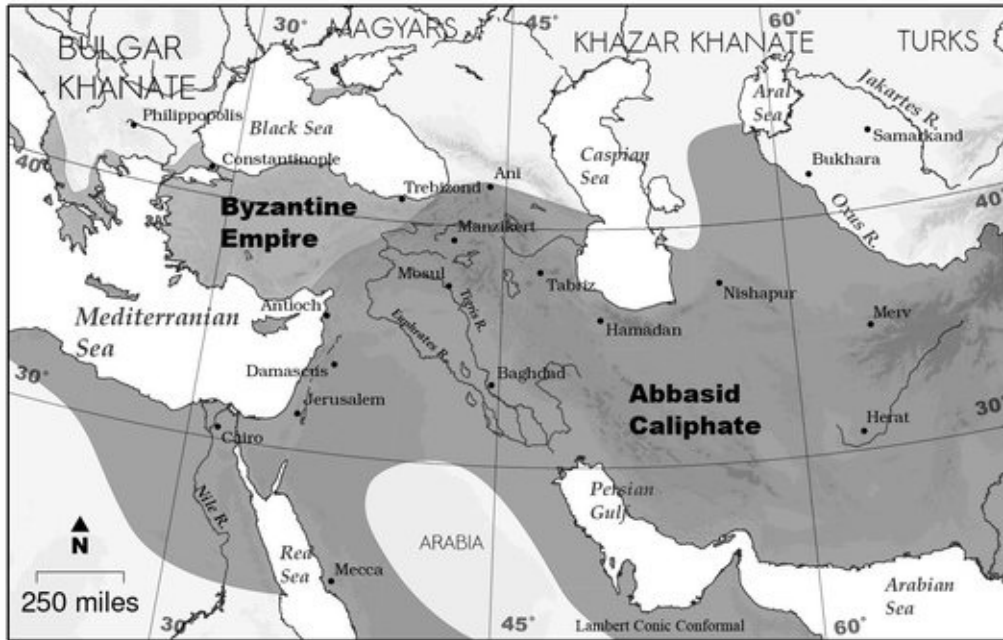 30°
45°
60°
BULGAR
KHANATE
MAGYARS
KHAZAR KHANATE
TURKS
Philippopolis
Black Sea
Aral
Sea
Jakartes R.
Samarkand
Constantinople
Caspian
Sea
Bukhara
40°
Trebizond
Ani
Oxus R.
40°
Byzantine
Empire
Manzikert
Mosul
Tabriz
Nishapur
Antioch
Tigris R.
Mediterranian
Sea
Euphrates R.
Hamadan
Merv
Damascus
Baghdad
30°
Jerusalem
Abbasid
Caliphate
30°
Cairo
Herat
Nile R.
Persian
Gulf
N
ARABIA
Red
Sea
Mecca
250 miles
Arabian
Sea
30
45°
Lambert Conic Conformal
60°